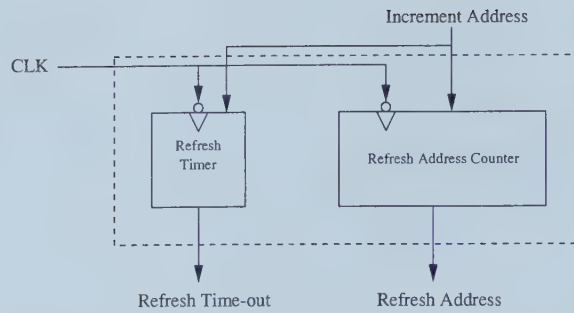 Increment Address
CLK
Refresh
Timer
Refresh Address Counter
Refresh Time-out
Refresh Address